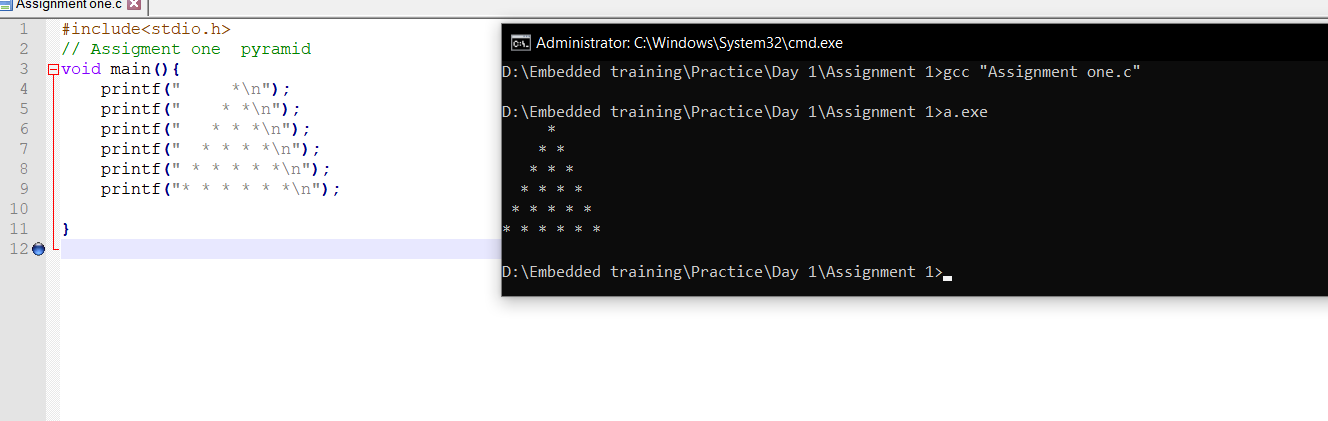 Assignment one.c
1 #include<stdio.h>
2 // Assigment one  pyramid
3 void main(){
4     printf("     *\n");
5     printf("    * *\n");
6     printf("   * * *\n");
7     printf("  * * * *\n");
8     printf(" * * * * *\n");
9     printf("* * * * * *\n");
10
11 }
12
Administrator: C:\Windows\System32\cmd.exe
D:\Embedded training\Practice\Day 1\Assignment 1>gcc "Assignment one.c"
D:\Embedded training\Practice\Day 1\Assignment 1>a.exe
     *
    * *
   * * *
  * * * *
 * * * * *
* * * * * *
D:\Embedded training\Practice\Day 1\Assignment 1>